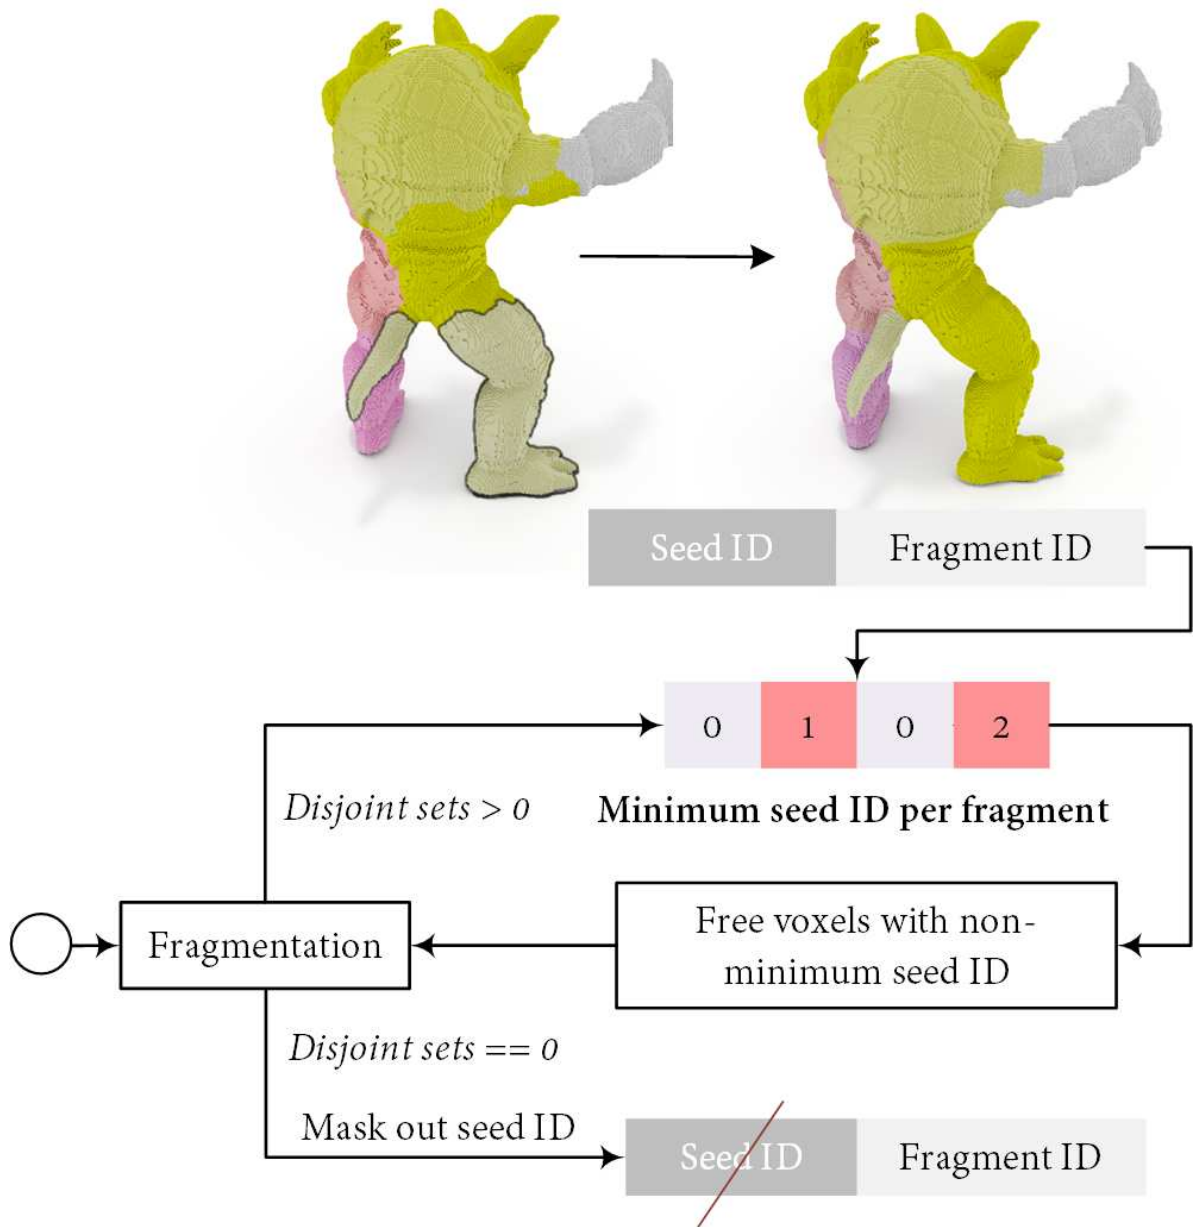 Seed ID
Fragment ID
0 1 0 2
Disjoint sets > 0
Minimum seed ID per fragment
Fragmentation
Free voxels with non-
minimum seed ID
Disjoint sets == 0
Mask out seed ID
Seed ID
Fragment ID